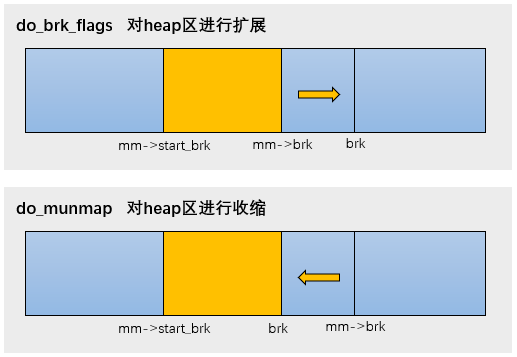 do_brk_flags 对heap区进行扩展
mm->start_brk mm->brk brk
do_munmap 对heap区进行收缩
mm->start_brk brk mm->brk